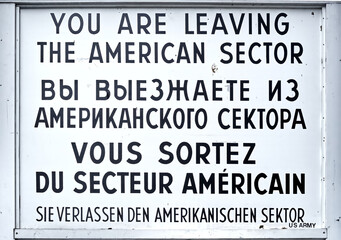 YOU ARE LEAVING
THE AMERICAN SECTOR
ВЫ ВЫЕЗЖАЕТЕ ИЗ
АМЕРИКАНСКОГО СЕКТОРА
VOUS SORTEZ
DU SECTEUR AMÉRICAIN
SIE VERLASSEN DEN AMERIKANISCHEN SEKTOR
US ARMY